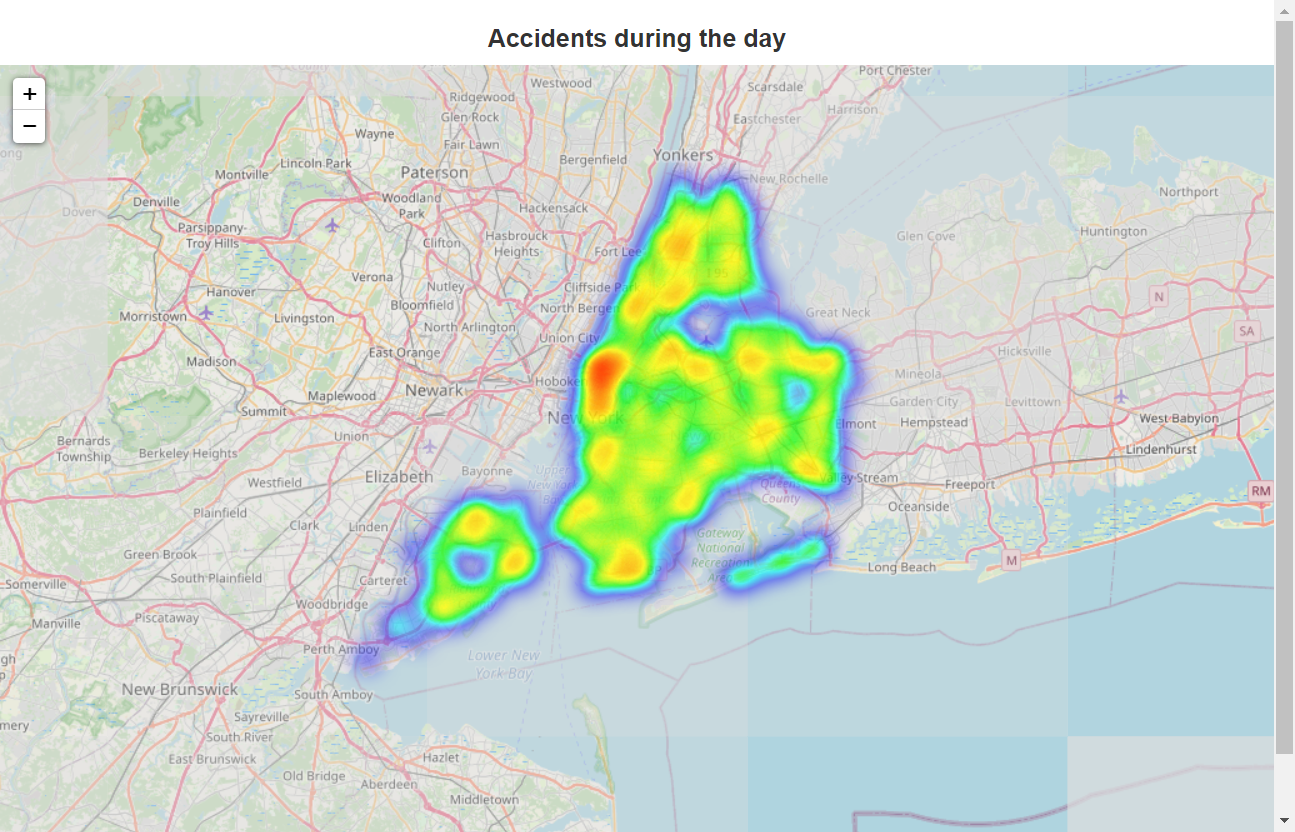 Accidents during the day
+
−
Port Chester
Westwood
Scarsdale
Ridgewood
Harrison
Glen Rock
Eastchester
Wayne
Fair Lawn
Yonkers
Bergenfield
Lincoln Park
Paterson
Montville
New Rochelle
Northport
Denville
Woodland
Park
Hackensack
Dover
Parsippany-
Troy Hills
Clifton
Hasbrouck
Heights
Huntington
Glen Cove
Fort Lee
Verona
Nutley
Cliffside Park
Hanover
Bloomfield
North Bergen
N
Morristown
Livingston
North Arlington
Great Neck
Union City
SA
Madison
East Orange
Hicksville
Newark
Hoboken
Mineola
Maplewood
Garden City
Levittown
Summit
New York
West Babylon
Elmont
Hempstead
Union
Bernards
Township
Berkeley Heights
Lindenhurst
Elizabeth
Bayonne
Upper
New York
Bay
Valley Stream
Westfield
Queens
County
Freeport
RM
Plainfield
Oceanside
Clark
Linden
Gateway
National
Recreation
Area
Green Brook
M
Long Beach
South Plainfield
Carteret
Somerville
Woodbridge
Piscataway
Manville
Perth Amboy
Lower New
York Bay
New Brunswick
South Amboy
Sayreville
South River
East Brunswick
Hazlet
Old Bridge
Aberdeen
Middletown